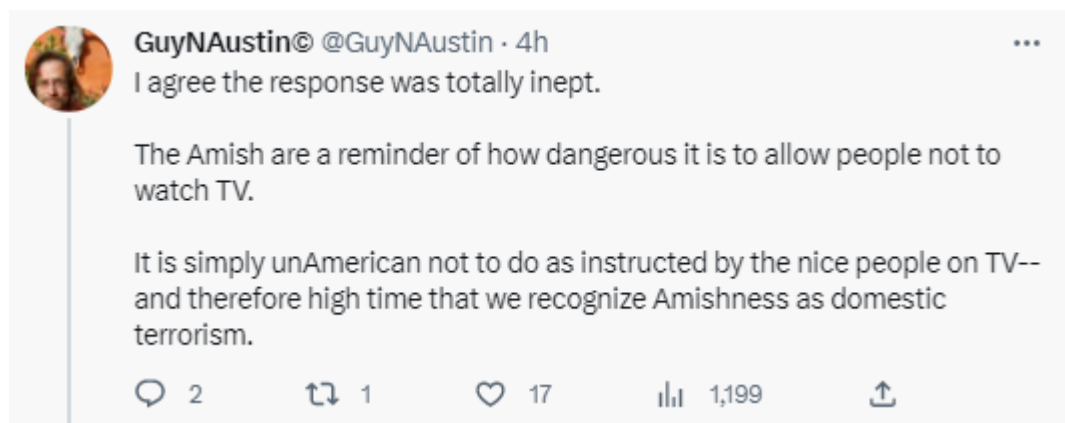 GuyNAustin© @GuyNAustin · 4h
I agree the response was totally inept.
The Amish are a reminder of how dangerous it is to allow people not to
watch TV.
It is simply unAmerican not to do as instructed by the nice people on TV--
and therefore high time that we recognize Amishness as domestic
terrorism.
2 1 17 1,199